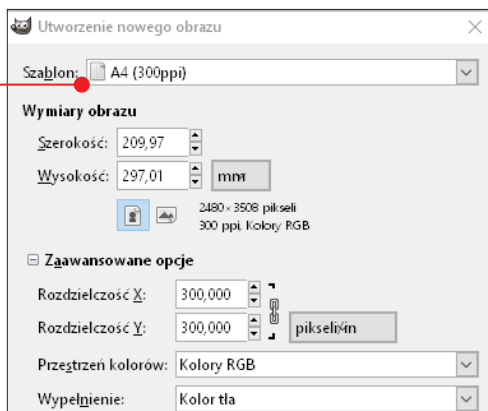 Utworzenie nowego obrazu
Szablon: A4 (300ppi)
Wymiary obrazu
Szerokość: 209,97
Wysokość: 297,01 mm
2480 × 3508 pikseli
300 ppi, Kolory RGB
Zaawansowane opcje
Rozdzielczość X: 300,000
Rozdzielczość Y: 300,000 pikseli/in
Przestrzeń kolorów: Kolory RGB
Wypełnienie: Kolor tła